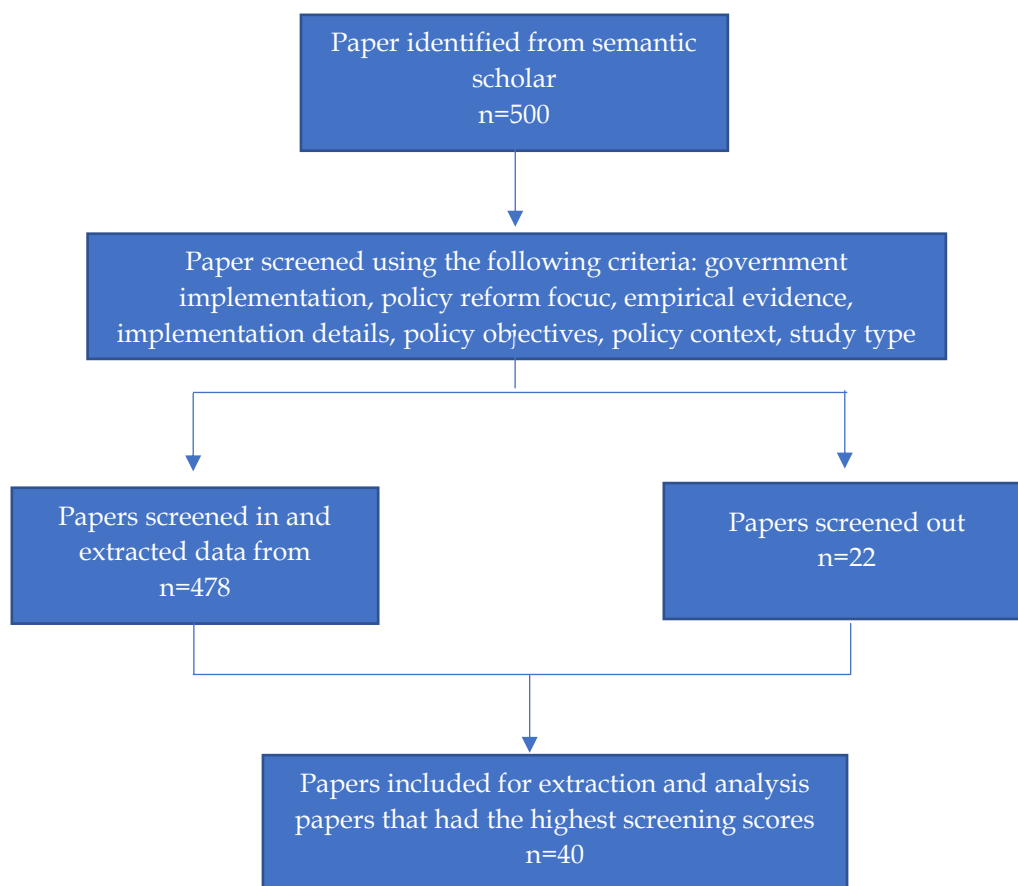 Paper identified from semantic
scholar
n=500
Paper screened using the following criteria: government
implementation, policy reform focuc, empirical evidence,
implementation details, policy objectives, policy context, study type
Papers screened in and
extracted data from
n=478
Papers screened out
n=22
Papers included for extraction and analysis
papers that had the highest screening scores
n=40